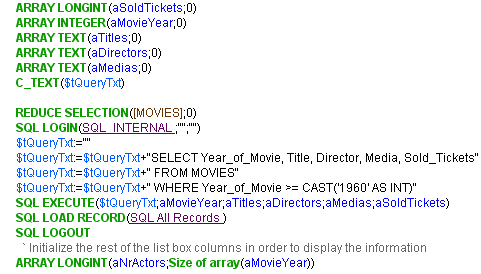 ARRAY LONGINT(aSoldTickets;0)
ARRAY INTEGER(aMovieYear;0)
ARRAY TEXT(aTitles;0)
ARRAY TEXT(aDirectors;0)
ARRAY TEXT(aMedias;0)
C_TEXT($tQueryTxt)
REDUCE SELECTION([MOVIES];0)
SQL LOGIN(SQL_INTERNAL ;"";"")
$tQueryTxt:=""
$tQueryTxt:=$tQueryTxt+"SELECT Year_of_Movie, Title, Director, Media, Sold_Tickets"
$tQueryTxt:=$tQueryTxt+" FROM MOVIES"
$tQueryTxt:=$tQueryTxt+" WHERE Year_of_Movie >= CAST('1960' AS INT)"
SQL EXECUTE($tQueryTxt;aMovieYear;aTitles;aDirectors;aMedias;aSoldTickets)
SQL LOAD RECORD(SQL All Records )
SQL LOGOUT
` Initialize the rest of the list box columns in order to display the information
ARRAY LONGINT(aNrActors;Size of array(aMovieYear))